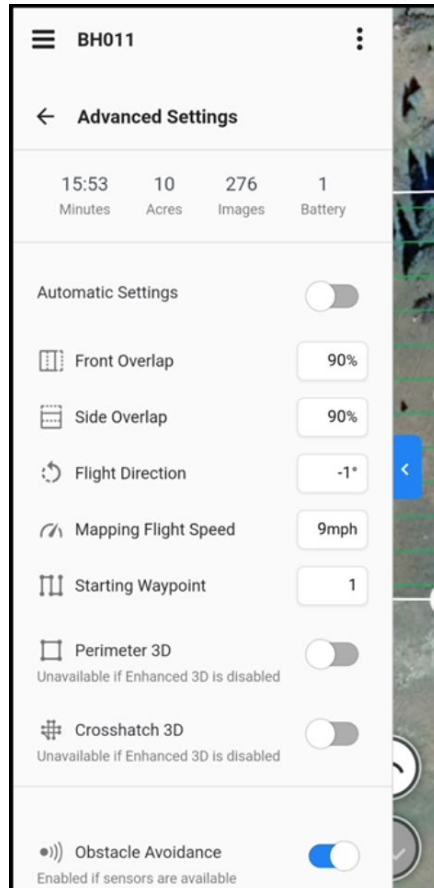 BH011
Advanced Settings
15:53 10 276 1
Minutes Acres Images Battery
Automatic Settings
Front Overlap 90%
Side Overlap 90%
Flight Direction -1°
Mapping Flight Speed 9mph
Starting Waypoint 1
Perimeter 3D
Unavailable if Enhanced 3D is disabled
Crosshatch 3D
Unavailable if Enhanced 3D is disabled
Obstacle Avoidance
Enabled if sensors are available